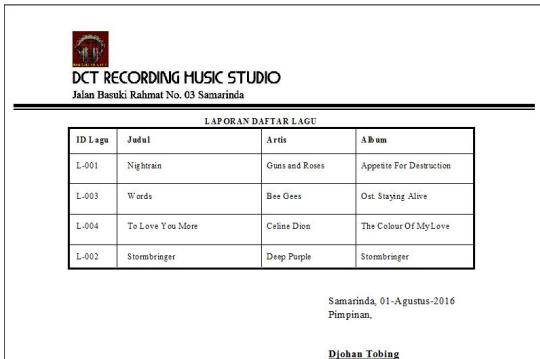 DCT RECORDING MUSIC STUDIO
Jalan Basuki Rahmat No. 03 Samarinda
LAPORAN DAFTAR LAGU
ID Lagu Judul Artis Album
L-001 Nightrain Guns and Roses Appetite For Destruction
L-003 Words Bee Gees Ost. Staying Alive
L-004 To Love You More Celine Dion The Colour Of My Love
L-002 Stormbringer Deep Purple Stormbringer
Samarinda, 01-Agustus-2016
Pimpinan,
Djohan Tobing